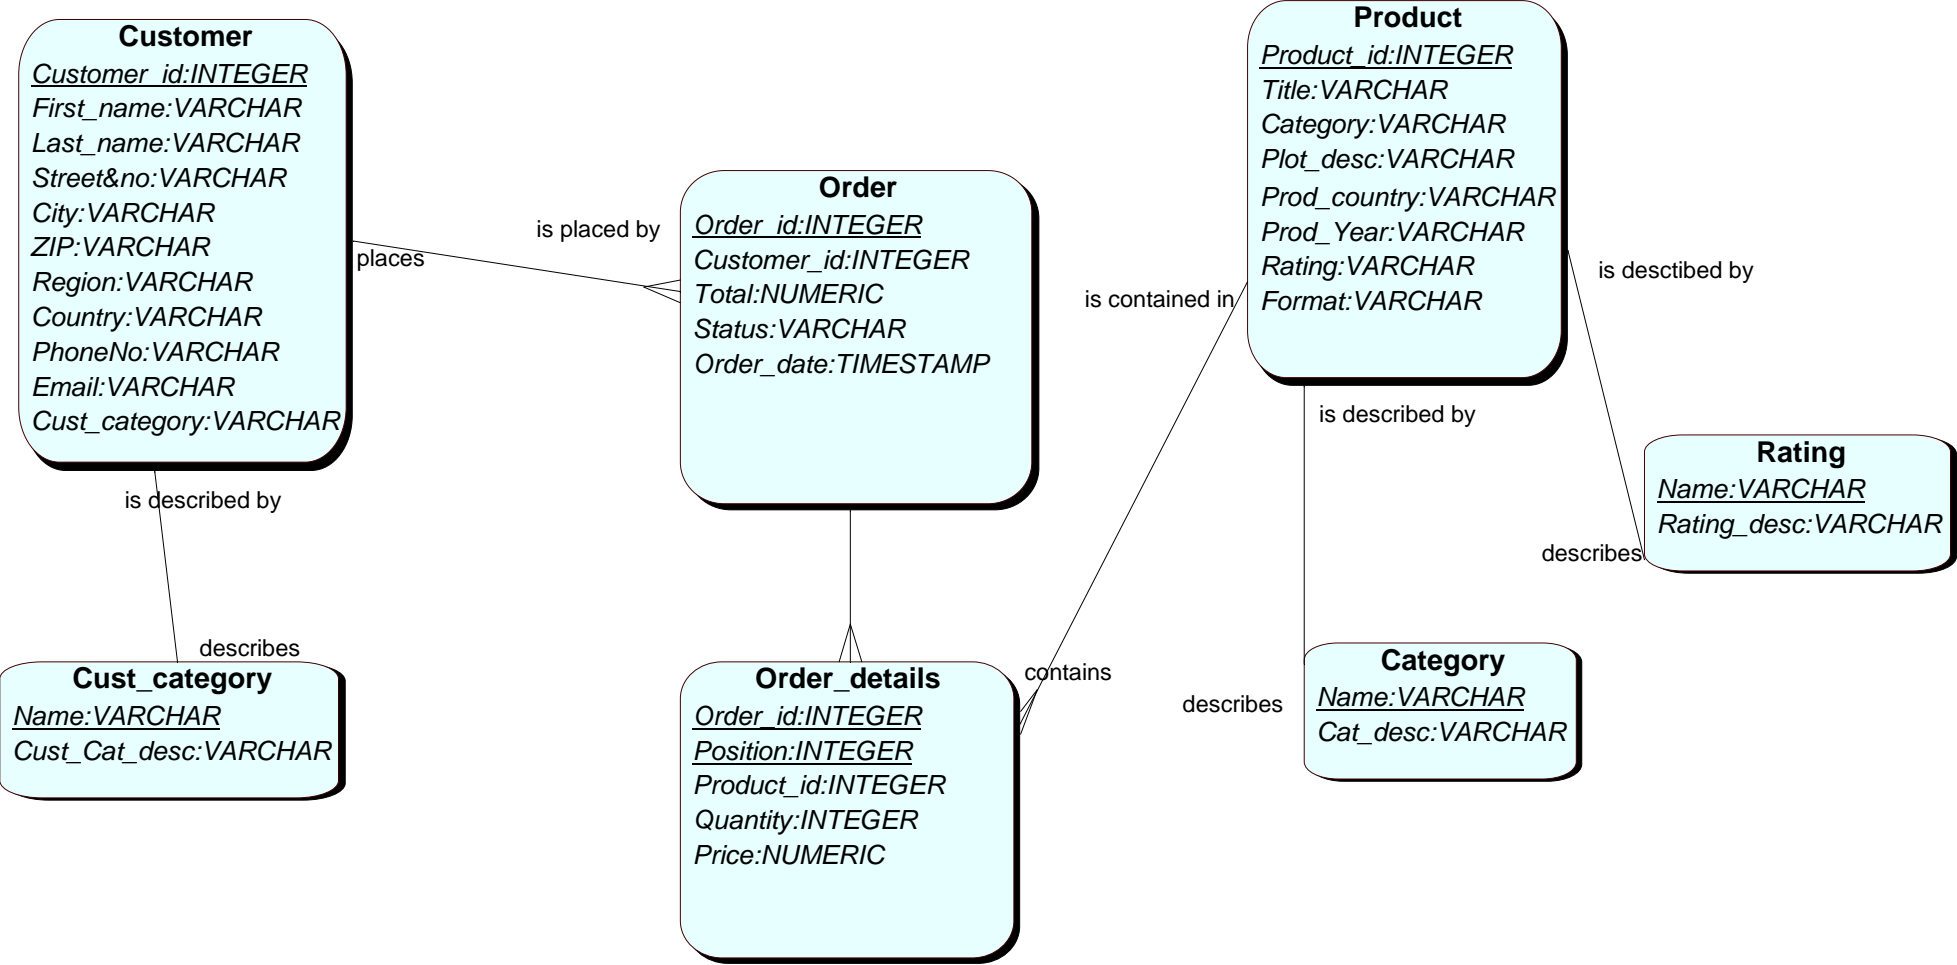 Customer
Customer_id:INTEGER
First_name:VARCHAR
Last_name:VARCHAR
Street&no:VARCHAR
City:VARCHAR
ZIP:VARCHAR
Region:VARCHAR
Country:VARCHAR
PhoneNo:VARCHAR
Email:VARCHAR
Cust_category:VARCHAR
is described by
describes
Cust_category
Name:VARCHAR
Cust_Cat_desc:VARCHAR
places
is placed by
Order
Order_id:INTEGER
Customer_id:INTEGER
Total:NUMERIC
Status:VARCHAR
Order_date:TIMESTAMP
Order_details
Order_id:INTEGER
Position:INTEGER
Product_id:INTEGER
Quantity:INTEGER
Price:NUMERIC
contains
is contained in
Product
Product_id:INTEGER
Title:VARCHAR
Category:VARCHAR
Plot_desc:VARCHAR
Prod_country:VARCHAR
Prod_Year:VARCHAR
Rating:VARCHAR
Format:VARCHAR
is described by
describes
Category
Name:VARCHAR
Cat_desc:VARCHAR
is desctibed by
describes
Rating
Name:VARCHAR
Rating_desc:VARCHAR